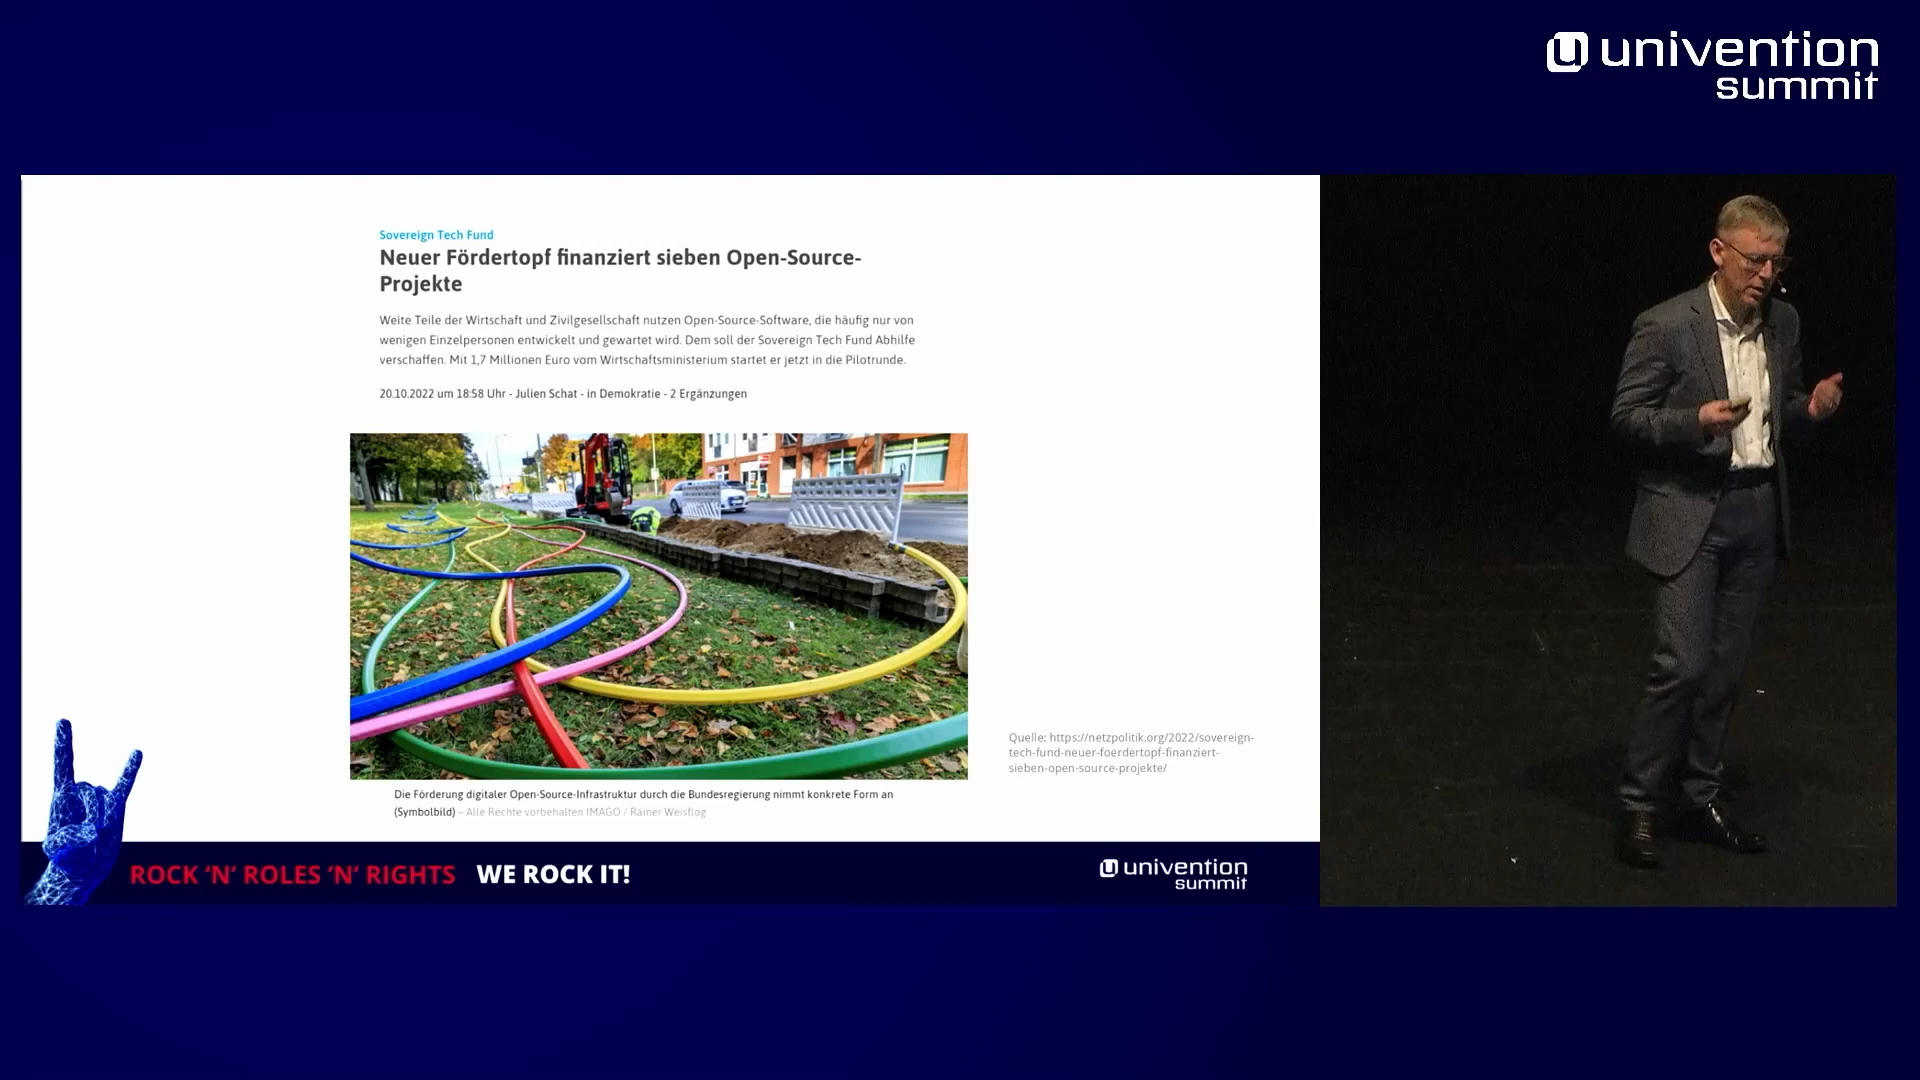 univention
summit
Sovereign Tech Fund
Neuer Fördertopf finanziert sieben Open-Source-
Projekte
Weite Teile der Wirtschaft und Zivilgesellschaft nutzen Open-Source-Software, die häufig nur von
wenigen Einzelpersonen entwickelt und gewartet wird. Dem soll der Sovereign Tech Fund Abhilfe
verschaffen. Mit 1,7 Millionen Euro vom Wirtschaftsministerium startet er jetzt in die Pilotrunde.
20.10.2022 um 18:58 Uhr - Julien Schat - in Demokratie - 2 Ergänzungen
Quelle: https://netzpolitik.org/2022/sovereign-
tech-fund-neuer-foerdertopf-finanziert-
sieben-open-source-projekte/
Die Förderung digitaler Open-Source-Infrastruktur durch die Bundesregierung nimmt konkrete Form an
(Symbolbild) – Alle Rechte vorbehalten IMAGO / Rainer Weisflog
ROCK ‘N’ ROLES ‘N’ RIGHTS WE ROCK IT!
univention
summit